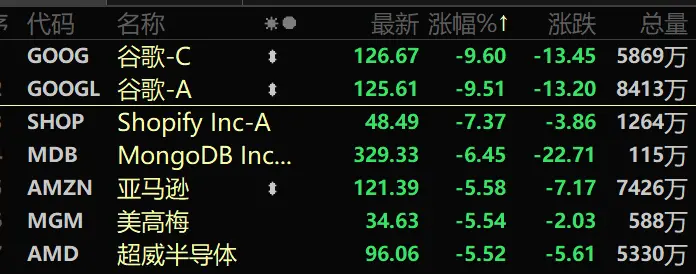 序 代码 名称 最新 涨幅%↑ 涨跌 总量
GOOG 谷歌-C 126.67 -9.60 -13.45 5869万
2 GOOGL 谷歌-A 125.61 -9.51 -13.20 8413万
3 SHOP Shopify Inc-A 48.49 -7.37 -3.86 1264万
4 MDB MongoDB Inc... 329.33 -6.45 -22.71 115万
5 AMZN 亚马逊 121.39 -5.58 -7.17 7426万
6 MGM 美高梅 34.63 -5.54 -2.03 588万
7 AMD 超威半导体 96.06 -5.52 -5.61 5330万